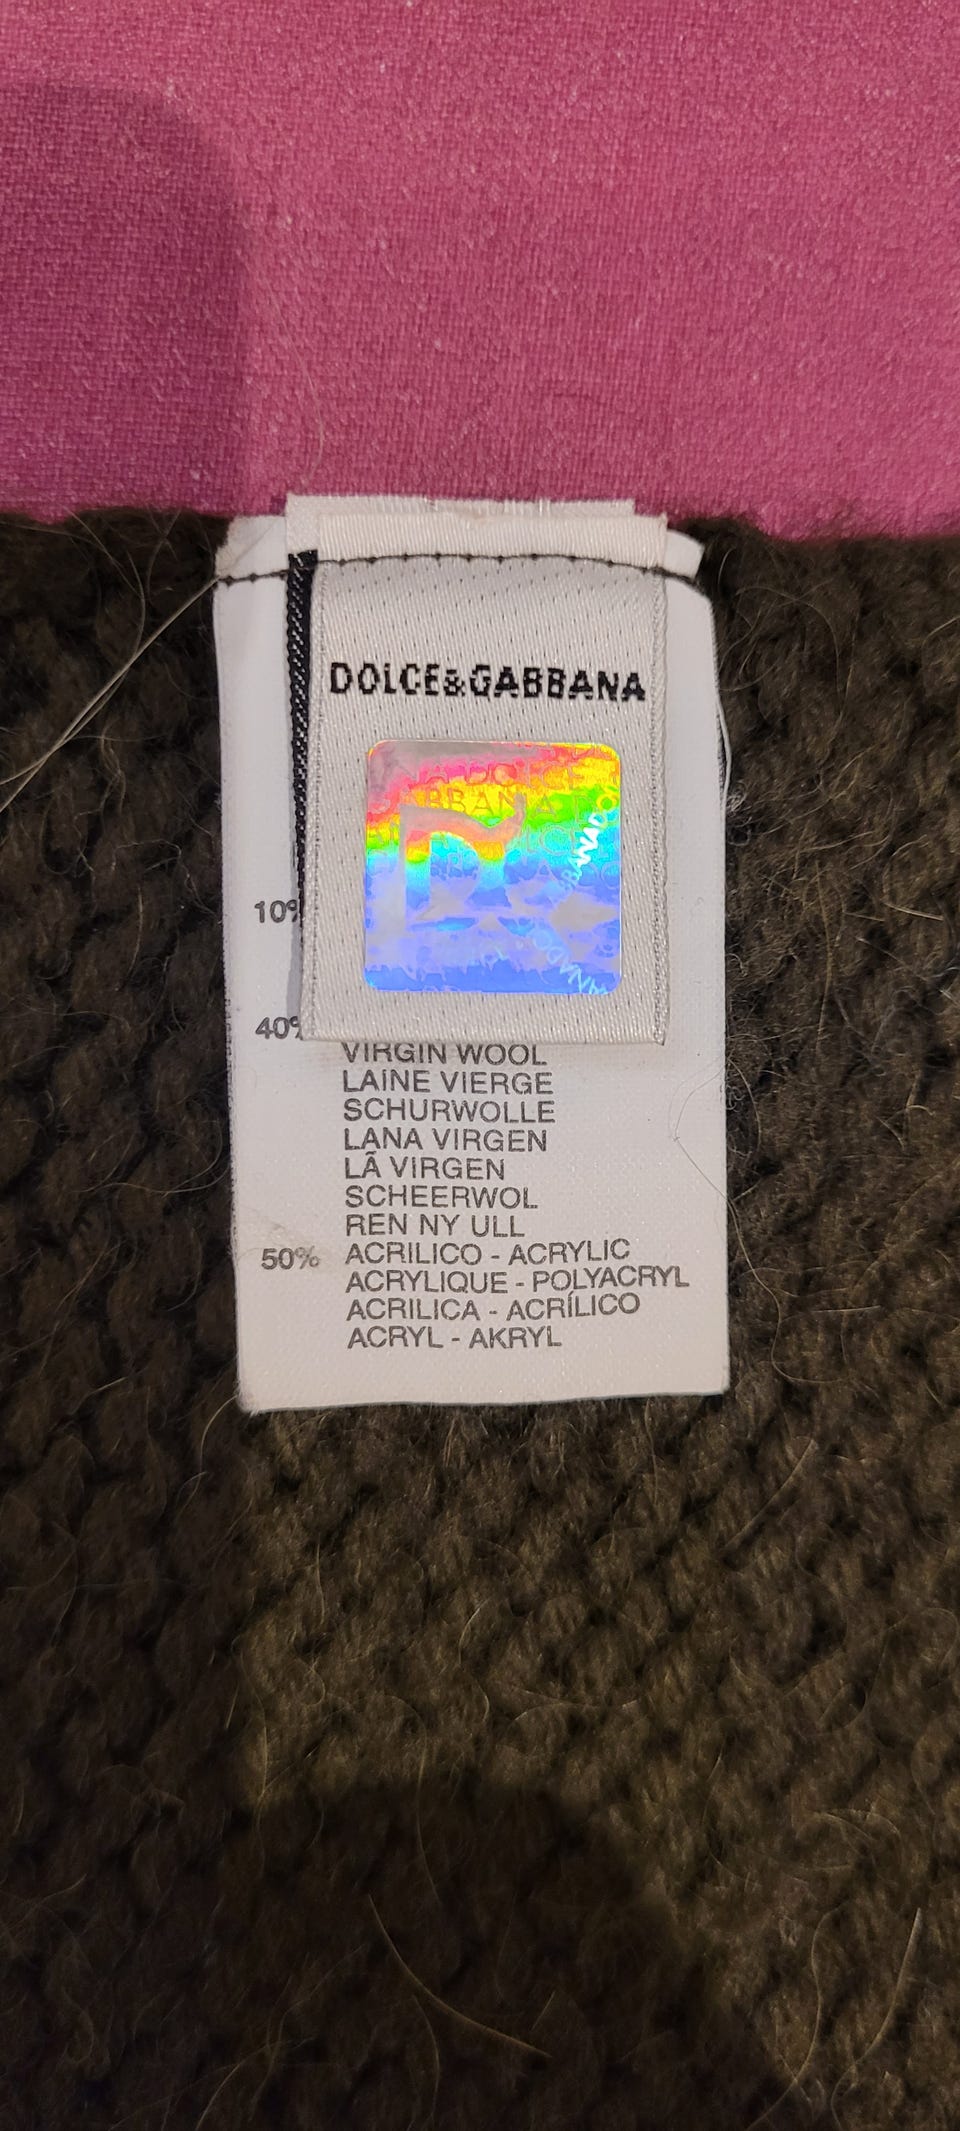 DOLCE&GABBANA
10%
40%
VIRGIN WOOL
LAINE VIERGE
SCHURWOLLE
LANA VIRGEN
LÃ VIRGEN
SCHEERWOL
REN NY ULL
50% ACRILICO - ACRYLIC
ACRYLIQUE - POLYACRYL
ACRILICA - ACRÍLICO
ACRYL - AKRYL